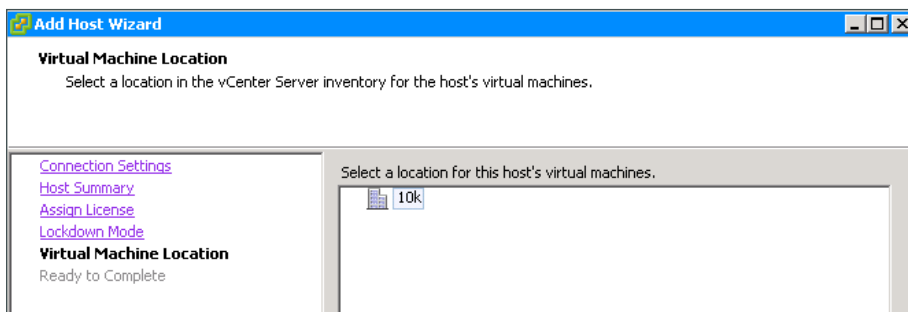 Add Host Wizard
Virtual Machine Location
Select a location in the vCenter Server inventory for the host's virtual machines.
Connection Settings
Host Summary
Assign License
Lockdown Mode
Virtual Machine Location
Ready to Complete
Select a location for this host's virtual machines.
10k